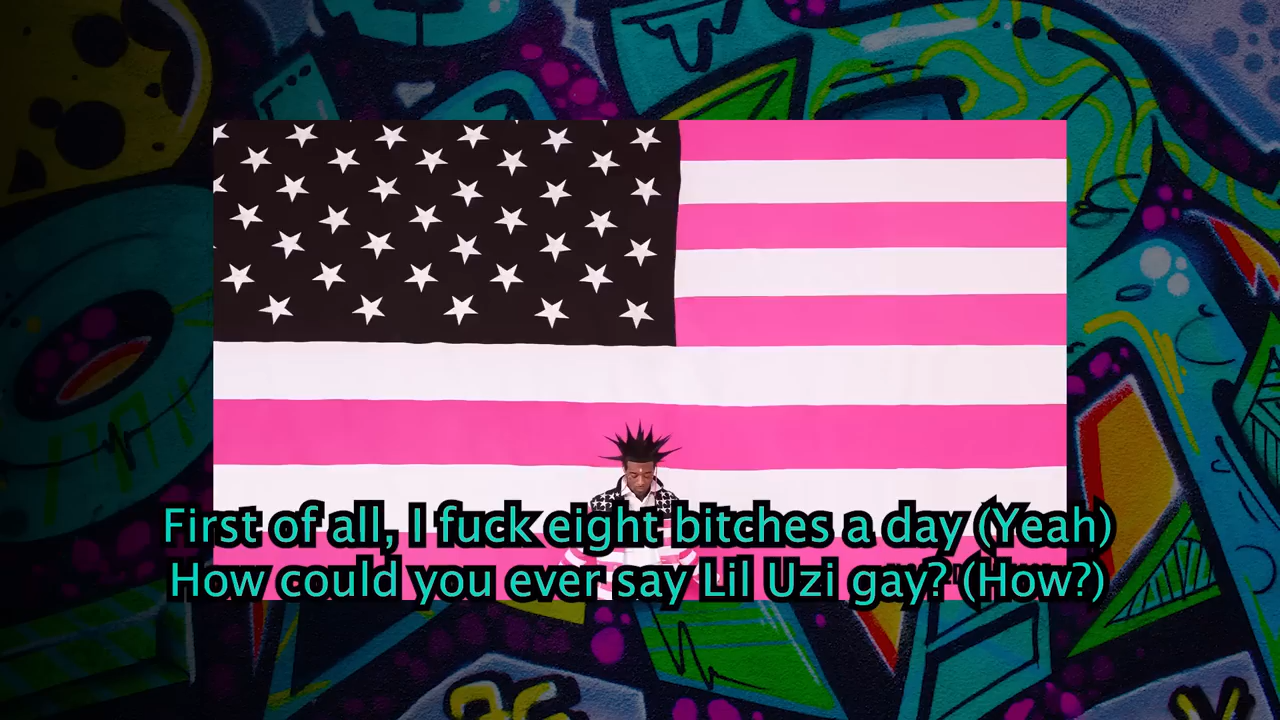 First of all, I fuck eight bitches a day (Yeah)
How could you ever say Lil Uzi gay? (How?)